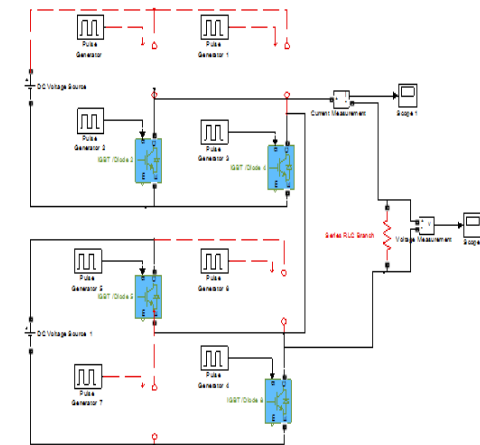 Pulse
Generator
Pulse
Generator 1
DC Voltage Source
Current Measurement
Scope 1
Pulse
Generator 2
IGBT /Diode 2
Pulse
Generator 3
IGBT /Diode 4
Series RLC Branch
Voltage Measurement
Scope
Pulse
Generator 5
IGBT /Diode 5
Pulse
Generator 6
DC Voltage Source 1
Pulse
Generator 7
Pulse
Generator 4
IGBT /Diode